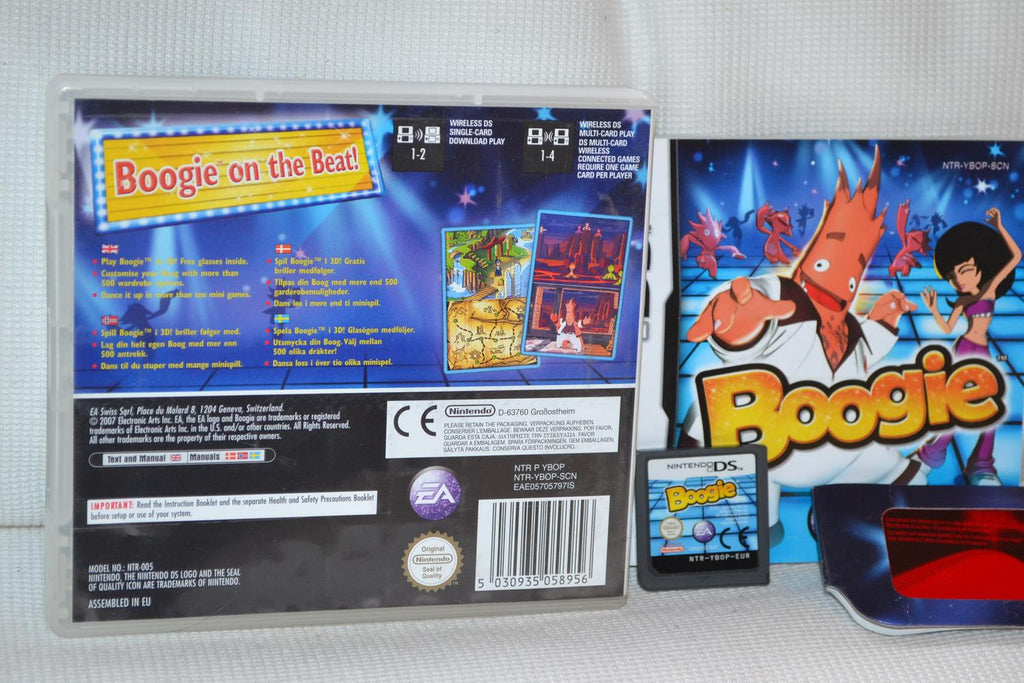 Boogie™ on the Beat!
1-2
WIRELESS DS
SINGLE-CARD
DOWNLOAD PLAY
1-4
WIRELESS DS
MULTI-CARD PLAY
DS MULTI-CARD
WIRELESS
CONNECTED GAMES
REQUIRE ONE GAME
CARD PER PLAYER
Play Boogie™ in 3D! Free glasses inside.
Customise your Boog with more than
500 wardrobe options.
Dance it up in more than ten mini games.
Spil Boogie™ I 3D! Gratis
briller medfølger.
Tilpas din Boog med mere end 500
garderobemuligheder.
Dans løs i mere end ti minispil.
Spill Boogie™ i 3D! briller følger med.
Lag din helt egen Boog med mer enn
500 antrekk.
Dans til du stuper med mange minispill.
Spela Boogie™ i 3D! Glasögon medföljer.
Utsmycka din Boog. Välj mellan
500 olika dräkter!
Dansa loss i över tio olika minispel.
EA Swiss Sarl, Place du Molard 8, 1204 Geneva, Switzerland.
© 2007 Electronic Arts Inc. EA, the EA logo and Boogie are trademarks or registered
trademarks of Electronic Arts Inc. in the U.S. and/or other countries. All Rights Reserved.
All other trademarks are the property of their respective owners.
Text and Manual
Manuals
IMPORTANT: Read the Instruction Booklet and the separate Health and Safety Precautions Booklet
before setup or use of your system.
MODEL NO.: NTR-005
NINTENDO, THE NINTENDO DS LOGO AND THE SEAL
OF QUALITY ICON ARE TRADEMARKS OF NINTENDO.
ASSEMBLED IN EU
CE
Nintendo D-63760 Großostheim
PLEASE RETAIN THE PACKAGING. VERPACKUNG AUFHEBEN.
CONSERVER L'EMBALLAGE. BEWAAR DEZE VERPAKKING. POR FAVOR,
GUARDA ESTA CAJA. ΔΙΑΤΗΡΗΣΤΕ ΤΗΝ ΣΥΣΚΕΥΑΣΙΑ. POR FAVOR
GUARDAR A EMBALAGEM. SPARA FÖRPACKNINGEN. GEM EMBALLAGEN.
SÄILYTÄ PAKKAUS. CONSERVA QUESTO INVOLUCRO.
NTR P YBOP
NTR-YBOP-SCN
EAE05705797IS
EA
Original
Nintendo
Seal of
Quality
5 030935 058956
NTR-YBOP-SCN
Boogie™
NINTENDO DS™
Boogie
EA
CE
Nintendo
NTR-YBOP-EUR